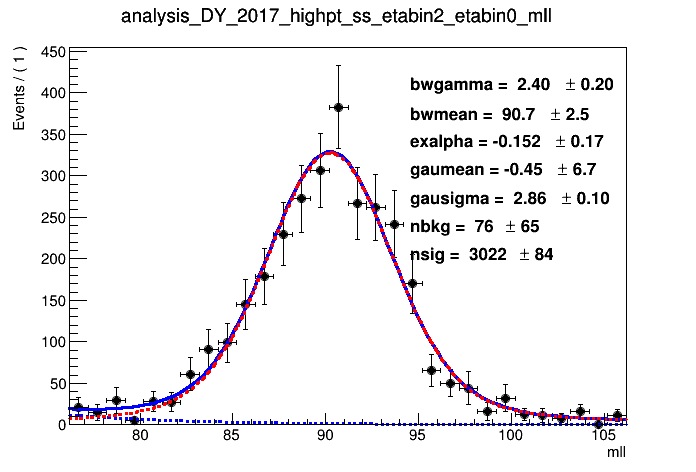 analysis_DY_2017_highpt_ss_etabin2_etabin0_mll
Events / ( 1 )
450
400
350
300
250
200
150
100
50
0
bwgamma = 2.40 ± 0.20
bwmean = 90.7 ± 2.5
exalpha = -0.152 ± 0.17
gaumean = -0.45 ± 6.7
gausigma = 2.86 ± 0.10
nbkg = 76 ± 65
nsig = 3022 ± 84
80 85 90 95 100 105
mll